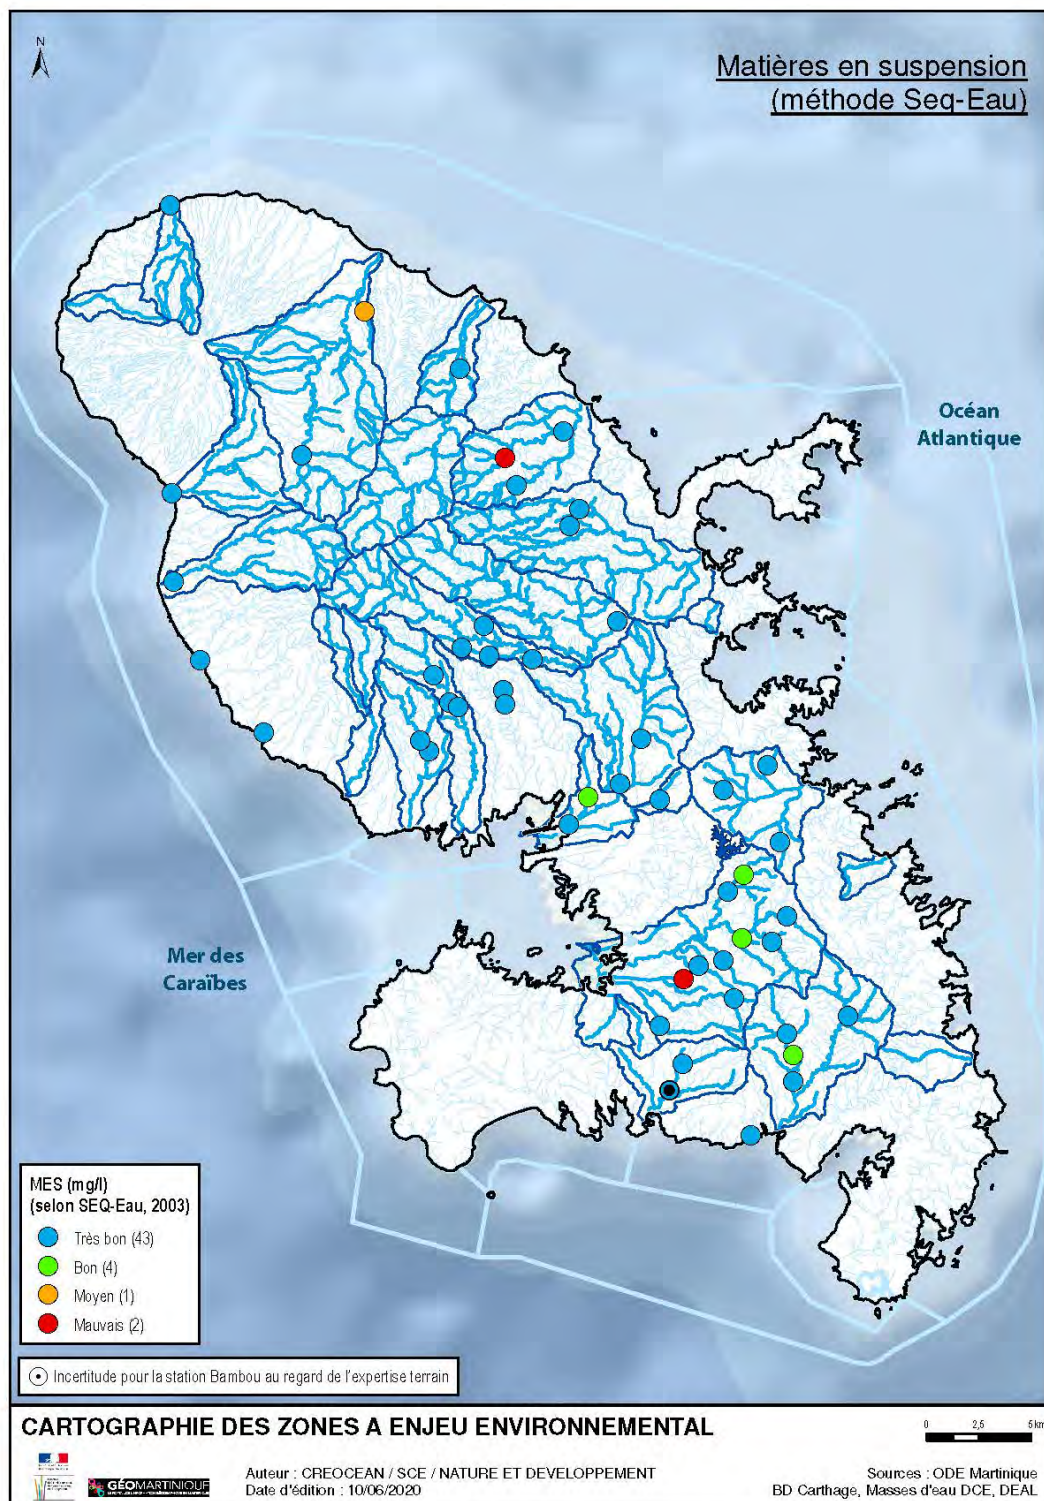 N
Matières en suspension
(méthode Seq-Eau)
Océan
Atlantique
Mer des
Caraïbes
MES (mg/l)
(selon SEQ-Eau, 2003)
Très bon (43)
Bon (4)
Moyen (1)
Mauvais (2)
Incertitude pour la station Bambou au regard de l'expertise terrain
CARTOGRAPHIE DES ZONES A ENJEU ENVIRONNEMENTAL
0 2,5 5 km
GÉOMARTINIQUE
Auteur : CREOCEAN / SCE / NATURE ET DEVELOPPEMENT
Date d'édition : 10/06/2020
Sources : ODE Martinique
BD Carthage, Masses d'eau DCE, DEAL